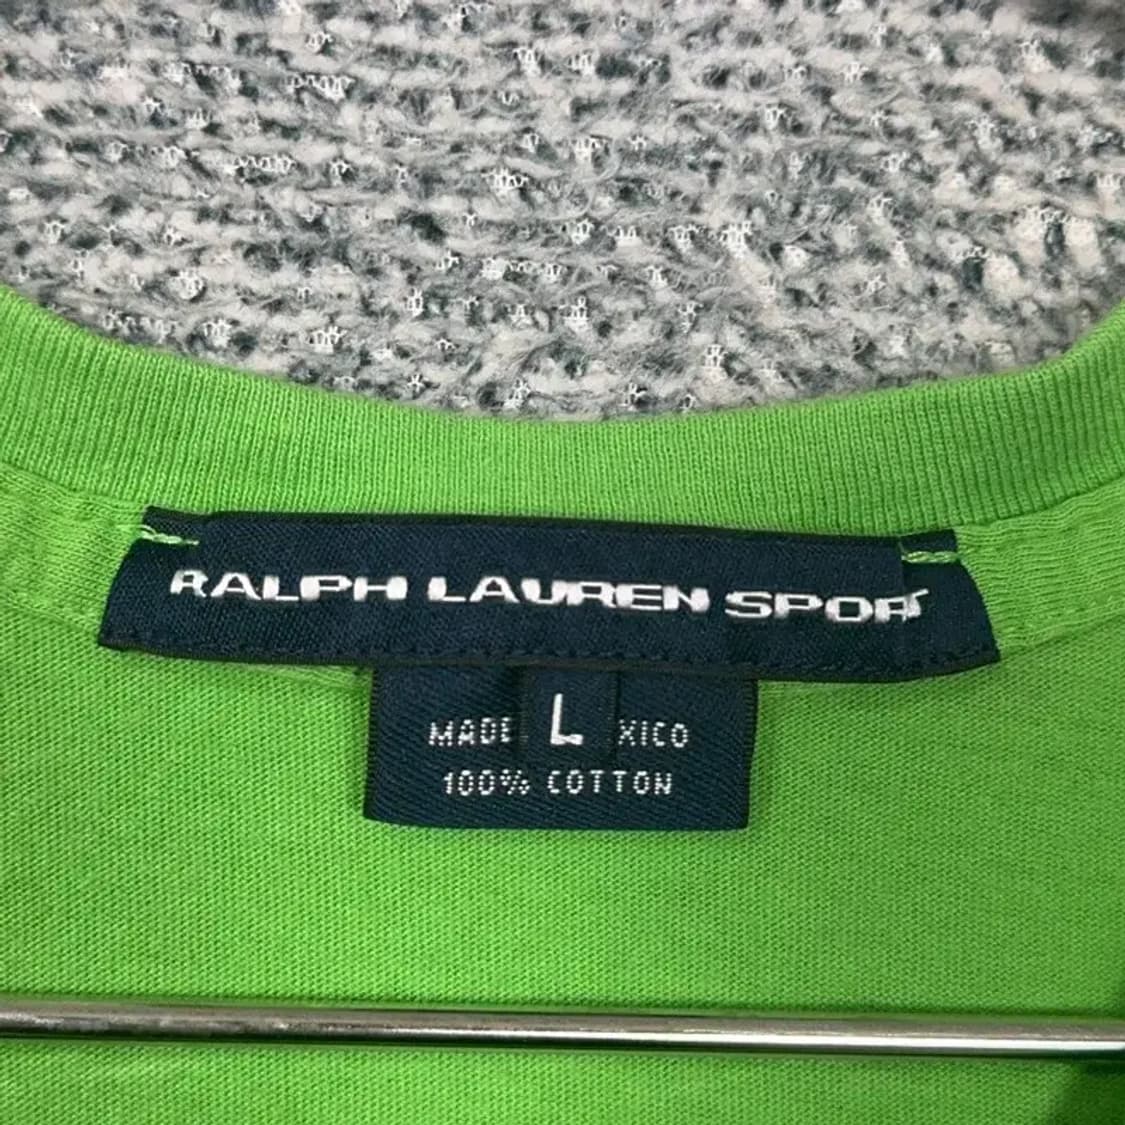 RALPH LAUREN SPORT
MADE L XICO
100% COTTON